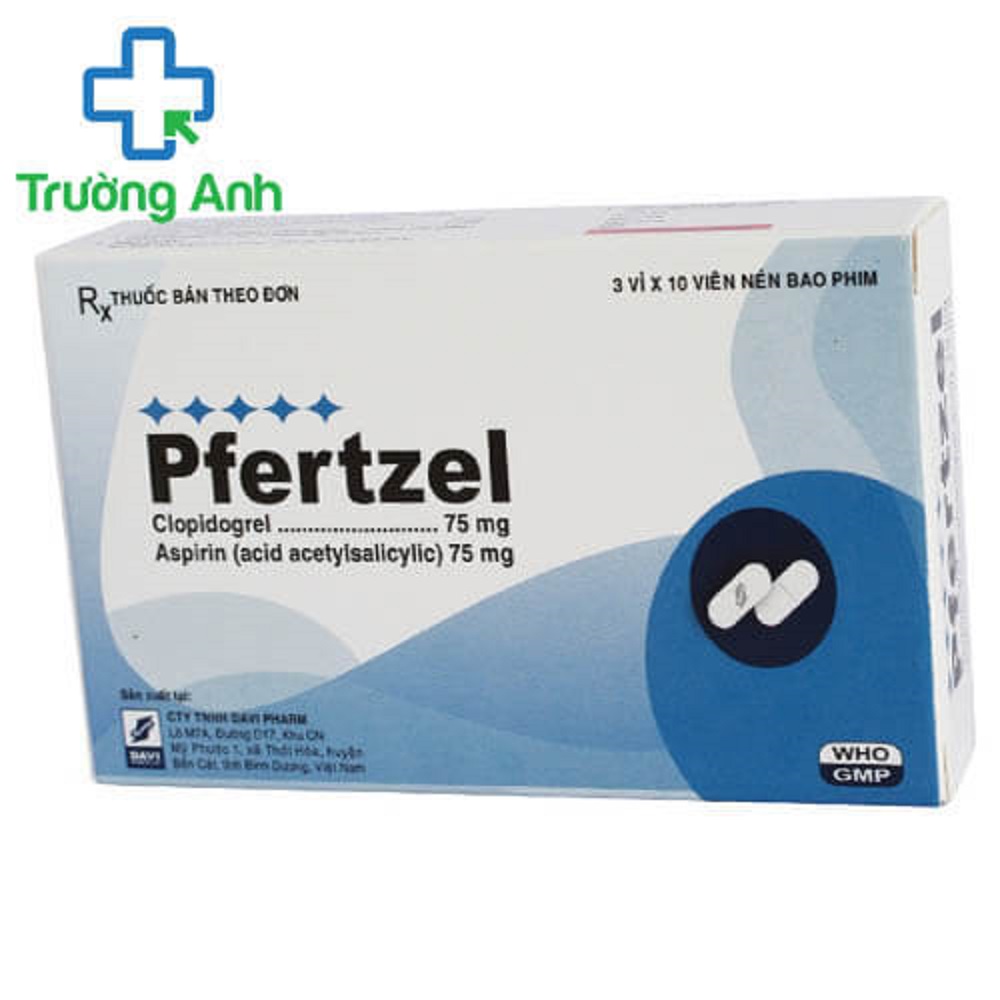 Trường Anh
Rx THUỐC BÁN THEO ĐƠN
3 VỈ X 10 VIÊN NÉN BAO PHIM
Pfertzel
Clopidogrel ........................... 75 mg
Aspirin (acid acetylsalicylic) 75 mg
Sản xuất tại:
CTY TNHH DAVI PHARM
Lô M7A, Đường D17, Khu CN
Mỹ Phước 1, xã Thới Hòa, huyện
Bến Cát, tỉnh Bình Dương, Việt Nam
DAVI
WHO
GMP
Pfertzel